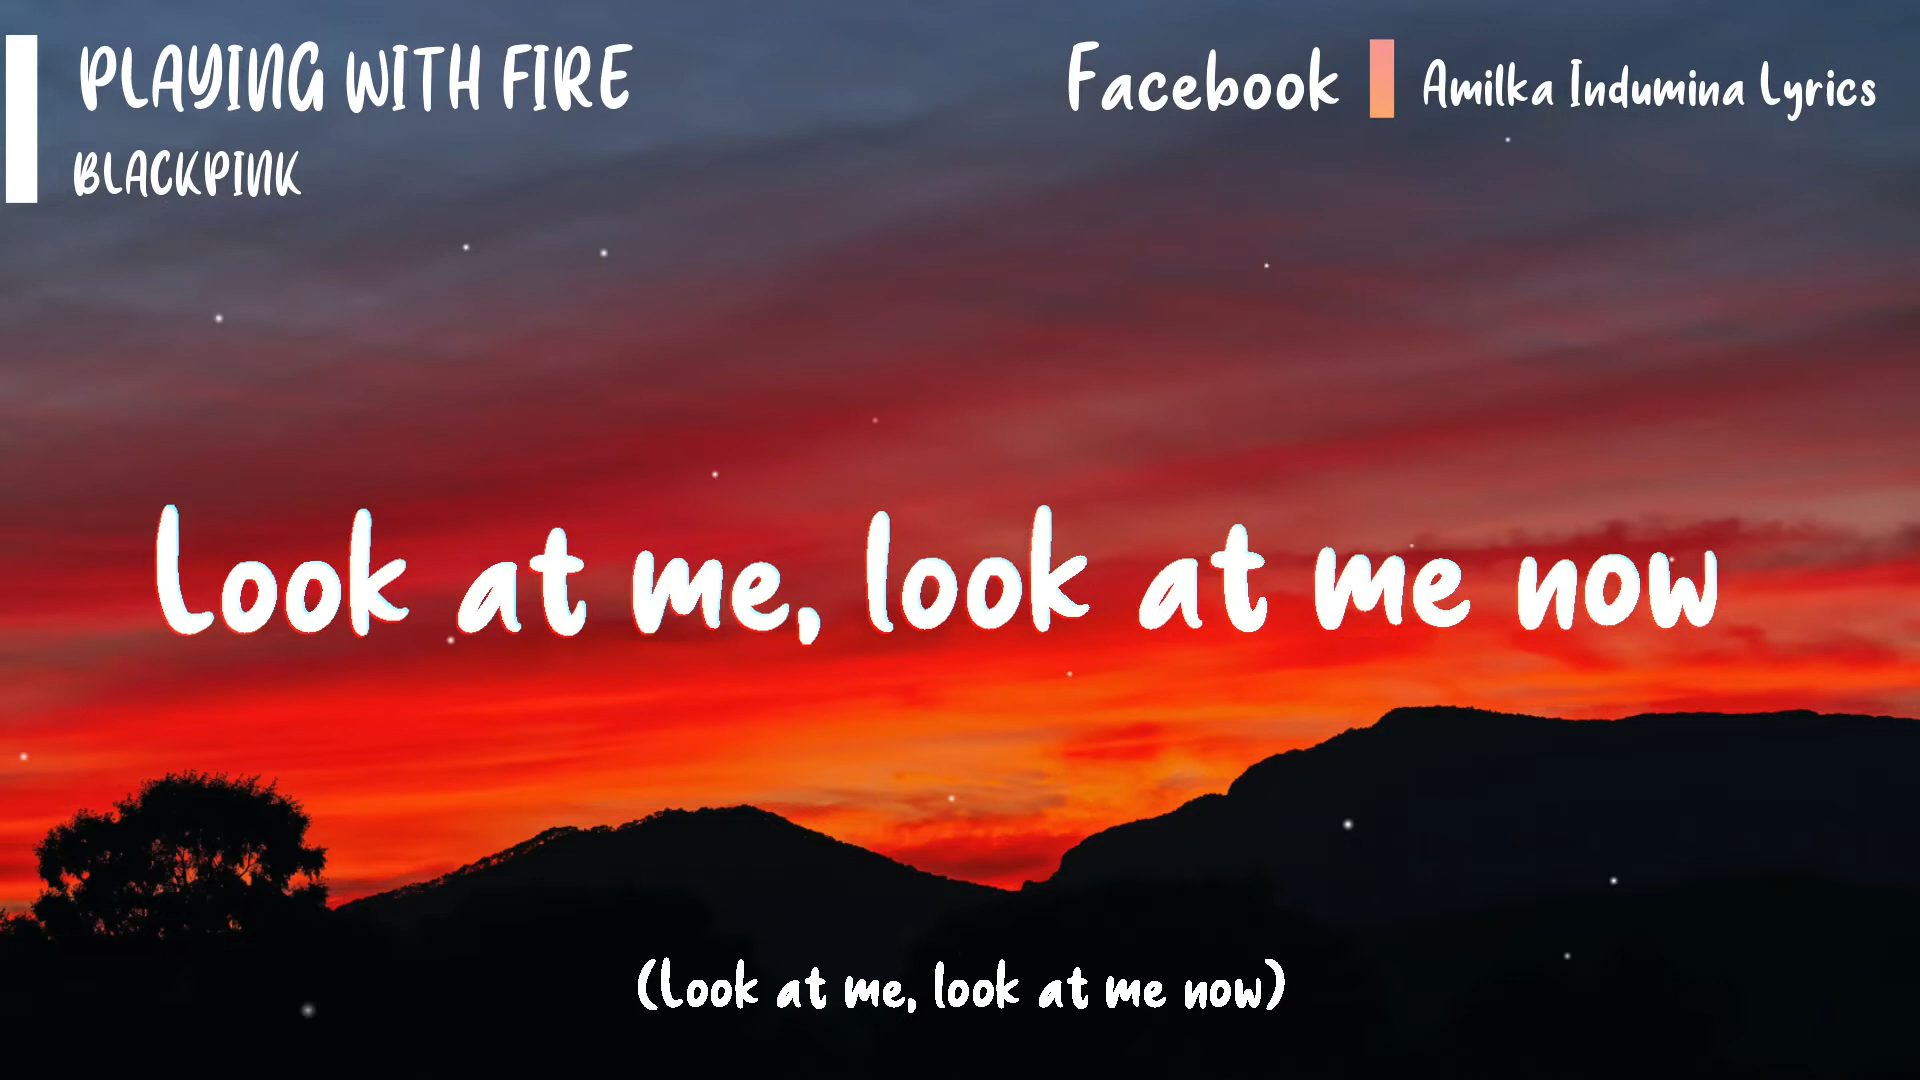 PLAYING WITH FIRE
BLACKPINK
Facebook
Amilka Indumina Lyrics
Look at me, look at me now
(Look at me, look at me now)